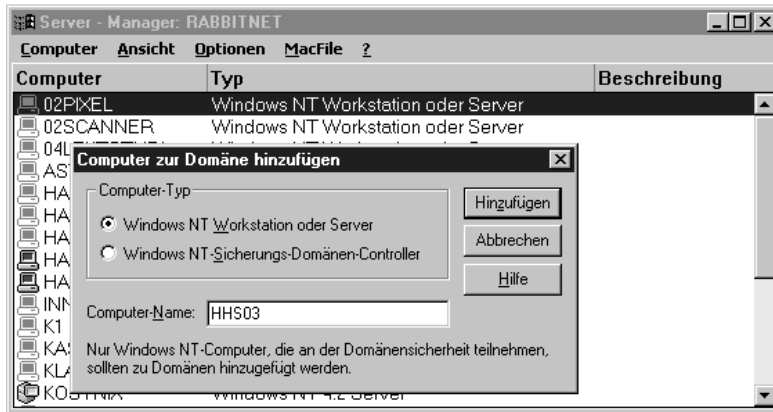 Server - Manager: RABBITNET
Computer Ansicht Optionen MacFile ?
Computer Typ Beschreibung
02PIXEL Windows NT Workstation oder Server
02SCANNER Windows NT Workstation oder Server
Computer zur Domäne hinzufügen
Computer-Typ
Windows NT Workstation oder Server
Windows NT-Sicherungs-Domänen-Controller
Hinzufügen
Abbrechen
Hilfe
Computer-Name: HHS03
Nur Windows NT-Computer, die an der Domänensicherheit teilnehmen,
sollten zu Domänen hinzugefügt werden.
K1